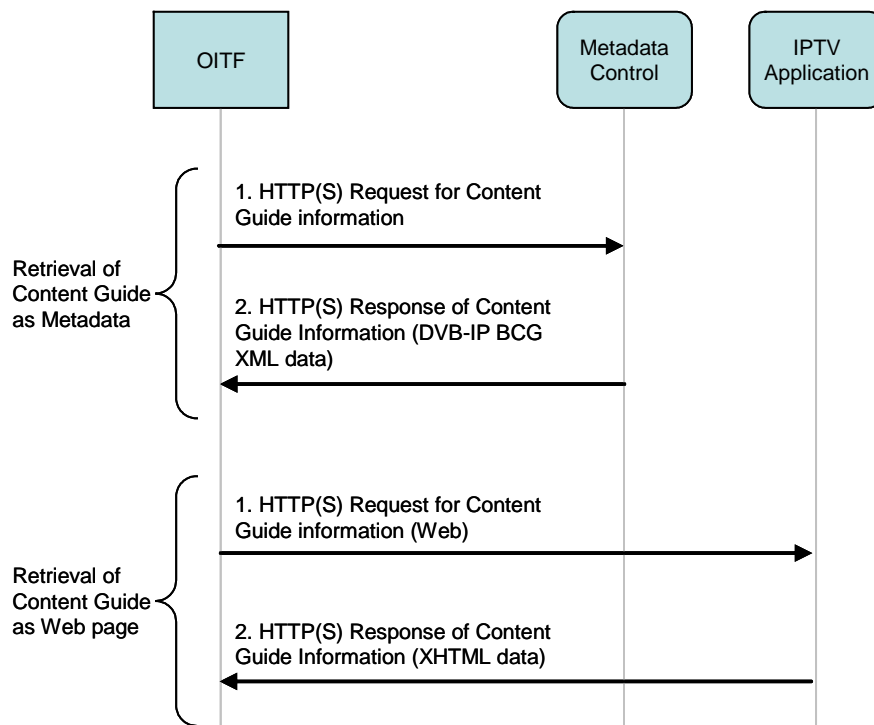 OITF
Metadata
Control
IPTV
Application
1. HTTP(S) Request for Content
Guide information
Retrieval of
Content Guide
as Metadata
2. HTTP(S) Response of Content
Guide Information (DVB-IP BCG
XML data)
1. HTTP(S) Request for Content
Guide information (Web)
Retrieval of
Content Guide
as Web page
2. HTTP(S) Response of Content
Guide Information (XHTML data)